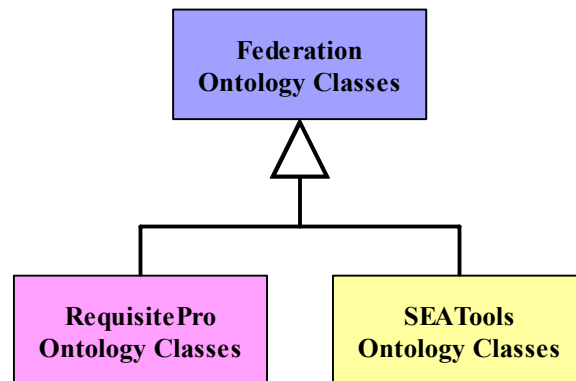 Federation
Ontology Classes
RequisitePro
Ontology Classes
SEATools
Ontology Classes